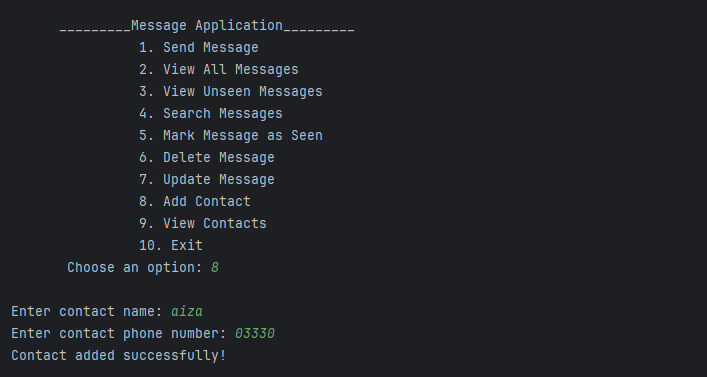 _________Message Application_________
1. Send Message
2. View All Messages
3. View Unseen Messages
4. Search Messages
5. Mark Message as Seen
6. Delete Message
7. Update Message
8. Add Contact
9. View Contacts
10. Exit
Choose an option: 8
Enter contact name: aiza
Enter contact phone number: 03330
Contact added successfully!